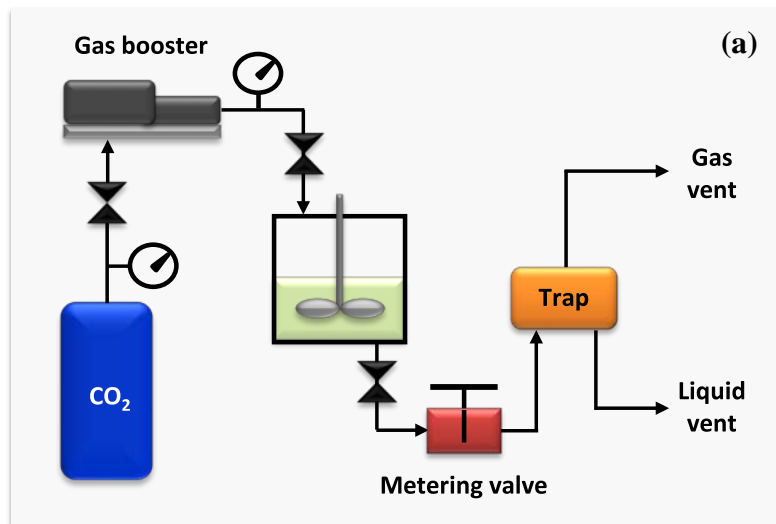 Gas booster
(a)
Gas
vent
Trap
CO₂
Liquid
vent
Metering valve